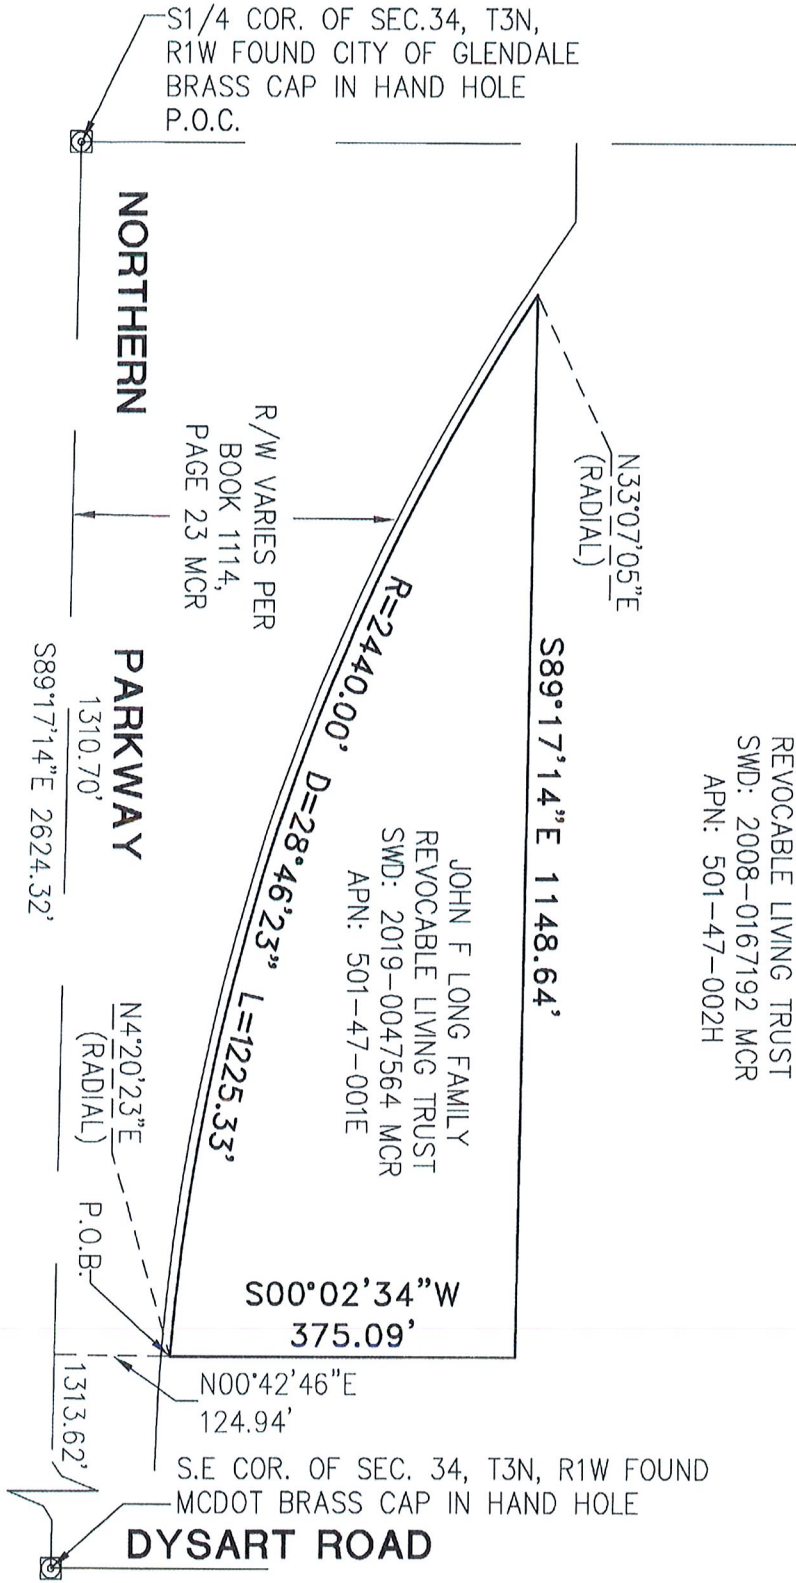 S1/4 COR. OF SEC.34, T3N,
R1W FOUND CITY OF GLENDALE
BRASS CAP IN HAND HOLE
P.O.C.
NORTHERN
PARKWAY
R/W VARIES PER
BOOK 1114,
PAGE 23 MCR
N33°07'05"E
(RADIAL)
S89°17'14"E 1148.64'
REVOCABLE LIVING TRUST
SWD: 2008-0167192 MCR
APN: 501-47-002H
R=2440.00' D=28°46'23" L=1225.33'
JOHN F LONG FAMILY
REVOCABLE LIVING TRUST
SWD: 2019-0047564 MCR
APN: 501-47-001E
1310.70'
S89°17'14"E 2624.32'
N4°20'23"E
(RADIAL)
P.O.B.
S00°02'34"W
375.09'
N00°42'46"E
124.94'
1313.62'
S.E COR. OF SEC. 34, T3N, R1W FOUND
MCDOT BRASS CAP IN HAND HOLE
DYSART ROAD